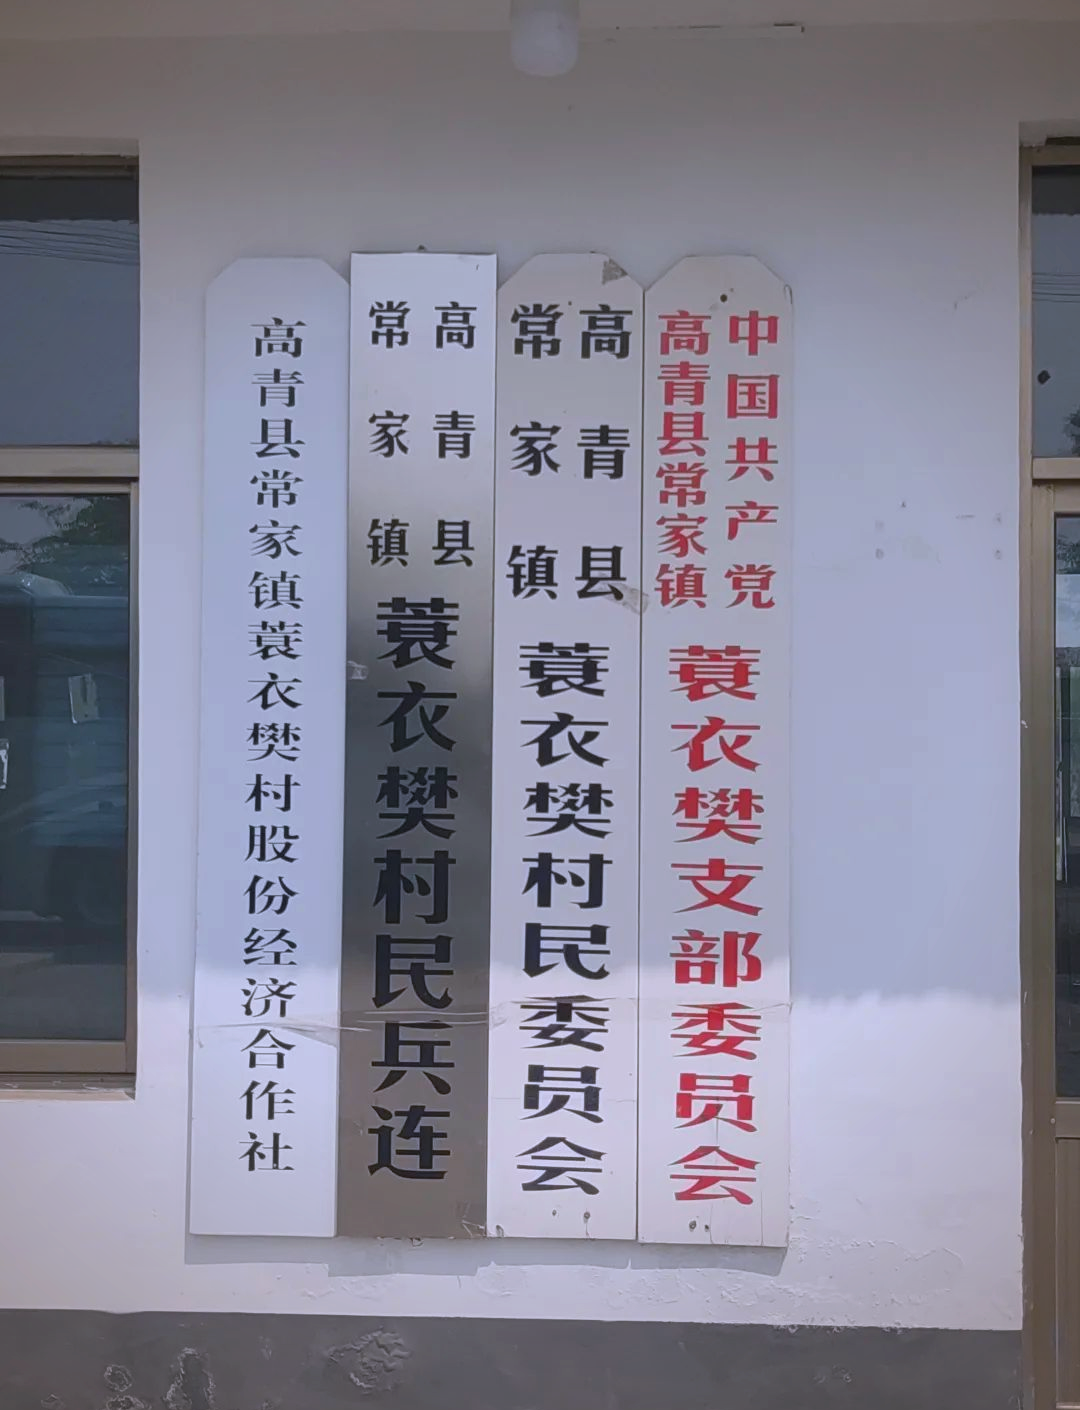 中国共产党
高青县常家镇
蓑衣樊支部委员会
高青县
常家镇
蓑衣樊村民委员会
高青县
常家镇
蓑衣樊村民兵连
高青县常家镇蓑衣樊村股份经济合作社